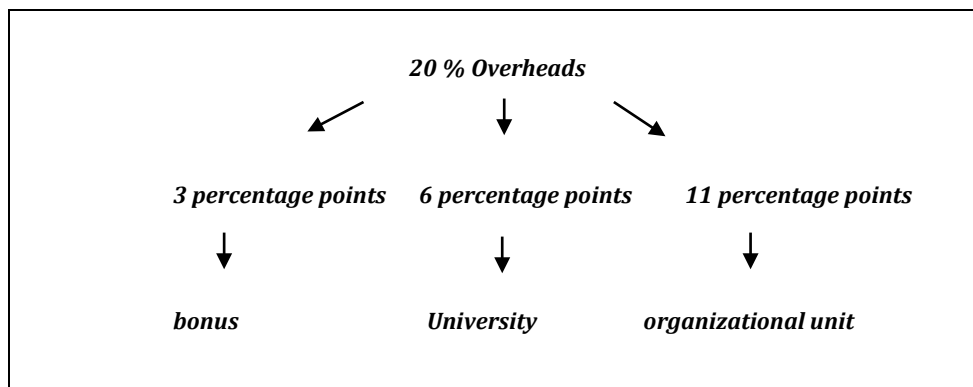 20 % Overheads
3 percentage points 6 percentage points 11 percentage points
bonus University organizational unit